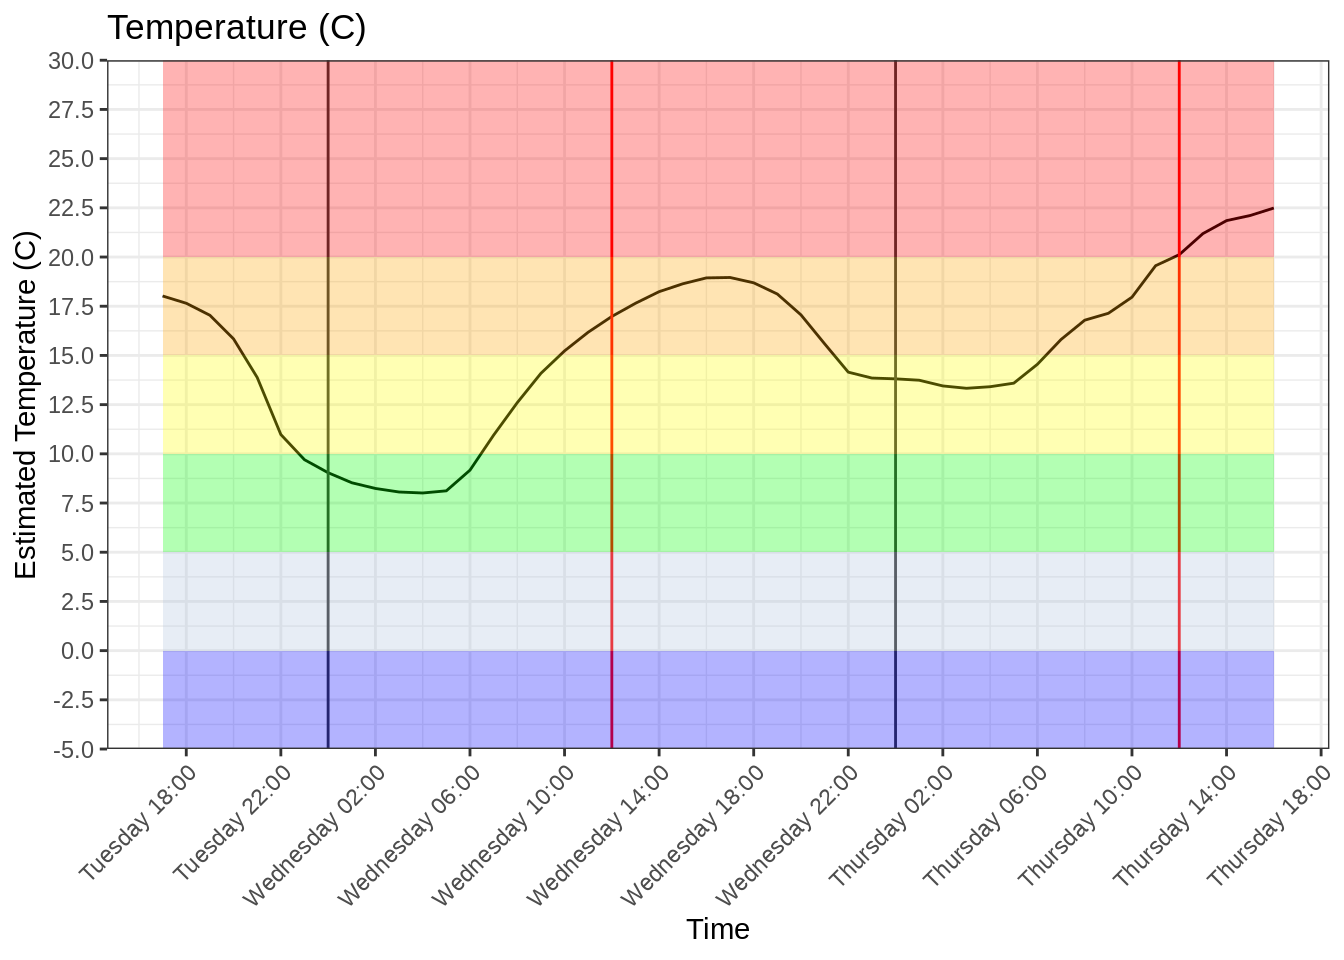 Temperature (C)
30.0
27.5
25.0
22.5
20.0
17.5
15.0
12.5
10.0
7.5
5.0
2.5
0.0
-2.5
-5.0
Estimated Temperature (C)
Tuesday 18:00
Tuesday 22:00
Wednesday 02:00
Wednesday 06:00
Wednesday 10:00
Wednesday 14:00
Wednesday 18:00
Wednesday 22:00
Thursday 02:00
Thursday 06:00
Thursday 10:00
Thursday 14:00
Thursday 18:00
Time